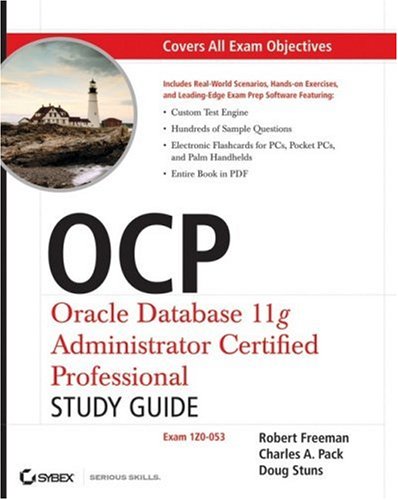 Covers All Exam Objectives
Includes Real-World Scenarios, Hands-on Exercises,
and Leading-Edge Exam Prep Software Featuring:
• Custom Test Engine
• Hundreds of Sample Questions
• Electronic Flashcards for PCs, Pocket PCs,
and Palm Handhelds
• Entire Book in PDF
OCP
Oracle Database 11g
Administrator Certified
Professional
STUDY GUIDE
Exam 1Z0-053
Robert Freeman
Charles A. Pack
Doug Stuns
SYBEX
SERIOUS SKILLS.